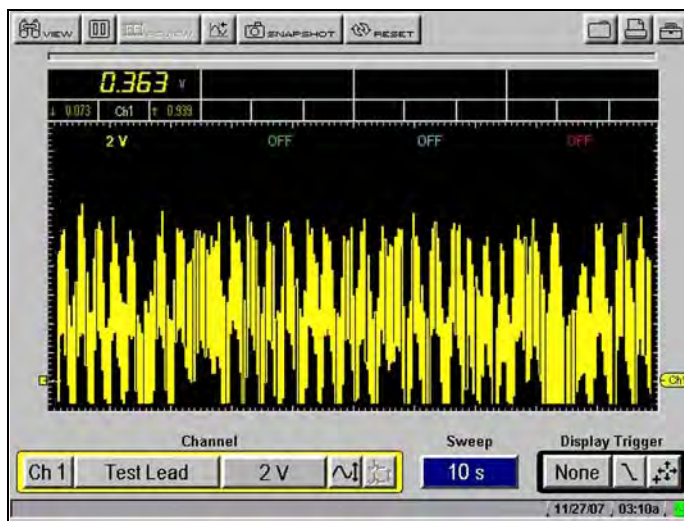 VIEW
SNAPSHOT
RESET
0.363 V
↓ 0.073 Ch1 ↑ 0.939
2 V OFF OFF OFF
Ch1
Channel Sweep Display Trigger
Ch 1 Test Lead 2 V 10 s None
11/27/07 03:10a